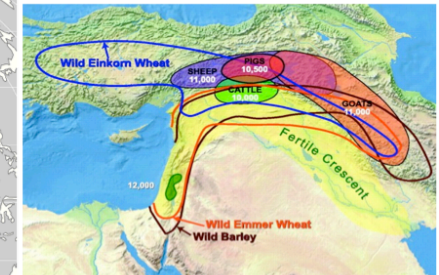 Wild Einkorn Wheat
PIGS
10,500
SHEEP
11,000
CATTLE
10,000
GOATS
11,000
Fertile Crescent
12,000
Wild Emmer Wheat
Wild Barley